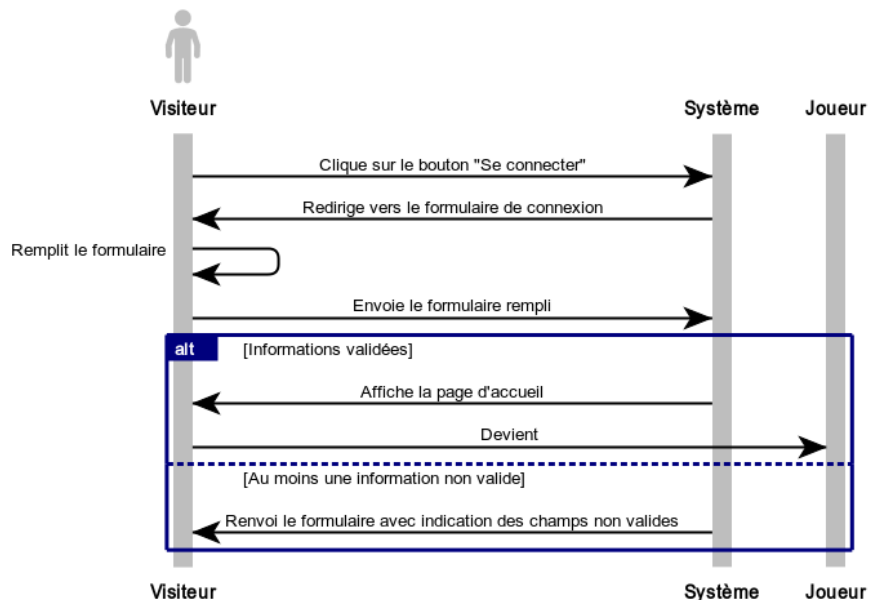 Visiteur Système Joueur
Clique sur le bouton "Se connecter"
Redirige vers le formulaire de connexion
Remplit le formulaire
Envoie le formulaire rempli
alt [Informations validées]
Affiche la page d'accueil
Devient
[Au moins une information non valide]
Renvoi le formulaire avec indication des champs non valides
Visiteur Système Joueur